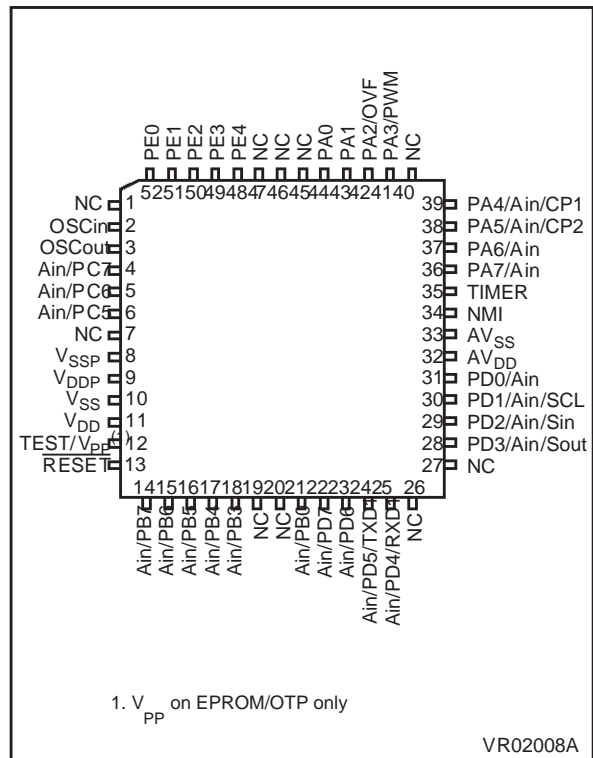 PE0
PE1
PE2
PE3
PE4
NC
NC
NC
PA0
PA1
PA2/OVF
PA3/PWM
NC
52 51 50 49 48 47 46 45 44 43 42 41 40
NC 1
OSCin 2
OSCout 3
Ain/PC7 4
Ain/PC6 5
Ain/PC5 6
NC 7
VSSP 8
VDDP 9
VSS 10
VDD 11
TEST/VPP(1) 12
RESET 13
39 PA4/Ain/CP1
38 PA5/Ain/CP2
37 PA6/Ain
36 PA7/Ain
35 TIMER
34 NMI
33 AVSS
32 AVDD
31 PD0/Ain
30 PD1/Ain/SCL
29 PD2/Ain/Sin
28 PD3/Ain/Sout
27 NC
14 15 16 17 18 19 20 21 22 23 24 25 26
Ain/PB7
Ain/PB6
Ain/PB5
Ain/PB4
Ain/PB3
NC
NC
Ain/PB0
Ain/PD7
Ain/PD6
Ain/PD5/TXD1
Ain/PD4/RXD1
NC
1. VPP on EPROM/OTP only
VR02008A